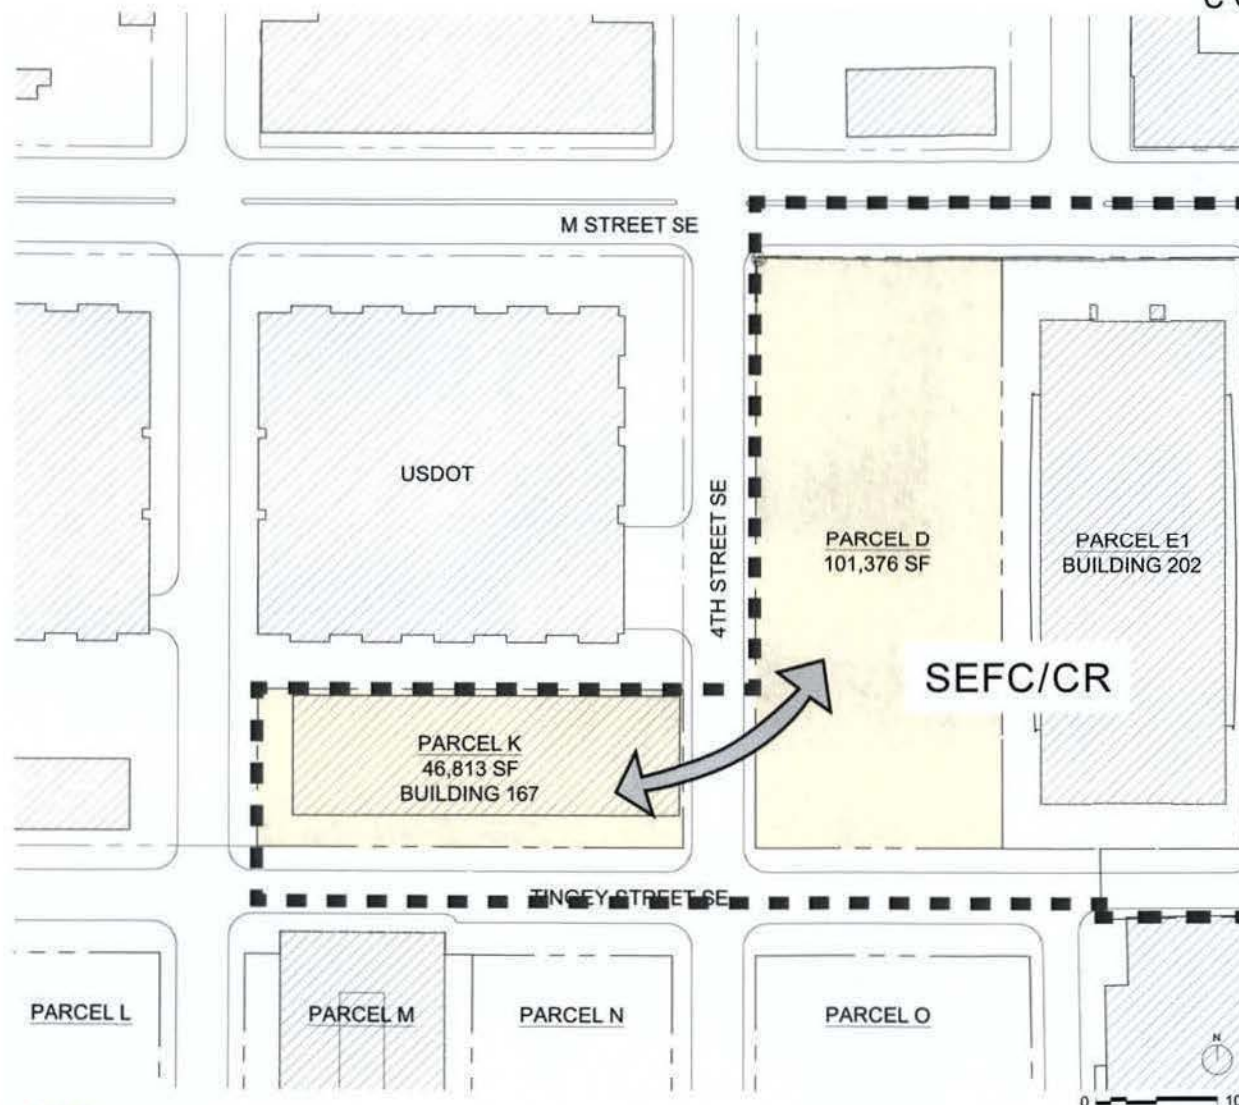 M STREET SE
USDOT
4TH STREET SE
PARCEL D
101,376 SF
PARCEL E1
BUILDING 202
SEFC/CR
PARCEL K
46,813 SF
BUILDING 167
TINGEY STREET SE
PARCEL L
PARCEL M
PARCEL N
PARCEL O
N
0